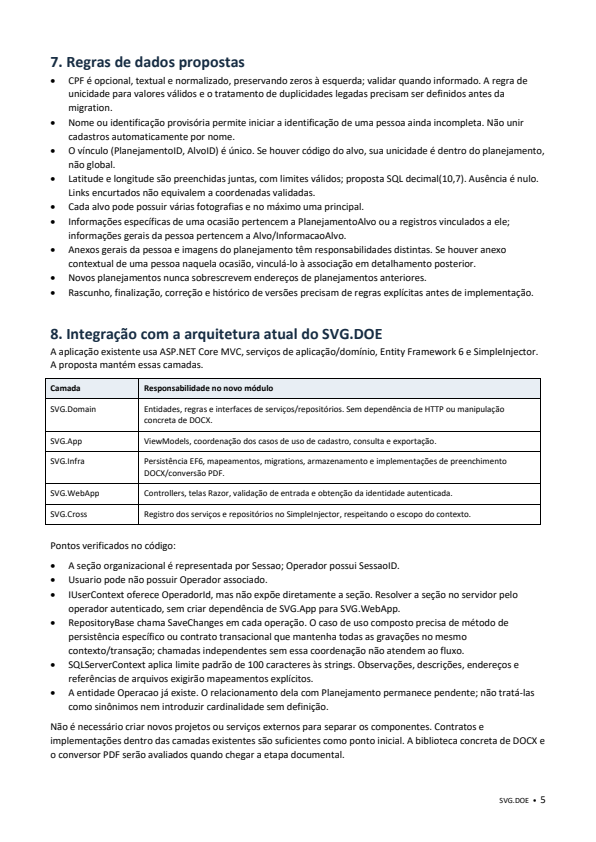 7. Regras de dados propostas
• CPF é opcional, textual e normalizado, preservando zeros à esquerda; validar quando informado. A regra de
unicidade para valores válidos e o tratamento de duplicidades legadas precisam ser definidos antes da
migration.
• Nome ou identificação provisória permite iniciar a identificação de uma pessoa ainda incompleta. Não unir
cadastros automaticamente por nome.
• O vínculo (PlanejamentoID, AlvoID) é único. Se houver código do alvo, sua unicidade é dentro do planejamento,
não global.
• Latitude e longitude são preenchidas juntas, com limites válidos; proposta SQL decimal(10,7). Ausência é nulo.
Links encurtados não equivalem a coordenadas validadas.
• Cada alvo pode possuir várias fotografias e no máximo uma principal.
• Informações específicas de uma ocasião pertencem a PlanejamentoAlvo ou a registros vinculados a ele;
informações gerais da pessoa pertencem a Alvo/InformacaoAlvo.
• Anexos gerais da pessoa e imagens do planejamento têm responsabilidades distintas. Se houver anexo
contextual de uma pessoa naquela ocasião, vinculá-lo à associação em detalhamento posterior.
• Novos planejamentos nunca sobrescrevem endereços de planejamentos anteriores.
• Rascunho, finalização, correção e histórico de versões precisam de regras explícitas antes de implementação.
8. Integração com a arquitetura atual do SVG.DOE
A aplicação existente usa ASP.NET Core MVC, serviços de aplicação/domínio, Entity Framework 6 e SimpleInjector.
A proposta mantém essas camadas.
Camada Responsabilidade no novo módulo
SVG.Domain Entidades, regras e interfaces de serviços/repositórios. Sem dependência de HTTP ou manipulação
concreta de DOCX.
SVG.App ViewModels, coordenação dos casos de uso de cadastro, consulta e exportação.
SVG.Infra Persistência EF6, mapeamentos, migrations, armazenamento e implementações de preenchimento
DOCX/conversão PDF.
SVG.WebApp Controllers, telas Razor, validação de entrada e obtenção da identidade autenticada.
SVG.Cross Registro dos serviços e repositórios no SimpleInjector, respeitando o escopo do contexto.
Pontos verificados no código:
• A seção organizacional é representada por Sessao; Operador possui SessaoID.
• Usuario pode não possuir Operador associado.
• IUserContext oferece OperadorId, mas não expõe diretamente a seção. Resolver a seção no servidor pelo
operador autenticado, sem criar dependência de SVG.App para SVG.WebApp.
• RepositoryBase chama SaveChanges em cada operação. O caso de uso composto precisa de método de
persistência específico ou contrato transacional que mantenha todas as gravações no mesmo
contexto/transação; chamadas independentes sem essa coordenação não atendem ao fluxo.
• SQLServerContext aplica limite padrão de 100 caracteres às strings. Observações, descrições, endereços e
referências de arquivos exigirão mapeamentos explícitos.
• A entidade Operacao já existe. O relacionamento dela com Planejamento permanece pendente; não tratá-las
como sinônimos nem introduzir cardinalidade sem definição.
Não é necessário criar novos projetos ou serviços externos para separar os componentes. Contratos e
implementações dentro das camadas existentes são suficientes como ponto inicial. A biblioteca concreta de DOCX e
o conversor PDF serão avaliados quando chegar a etapa documental.
SVG.DOE • 5